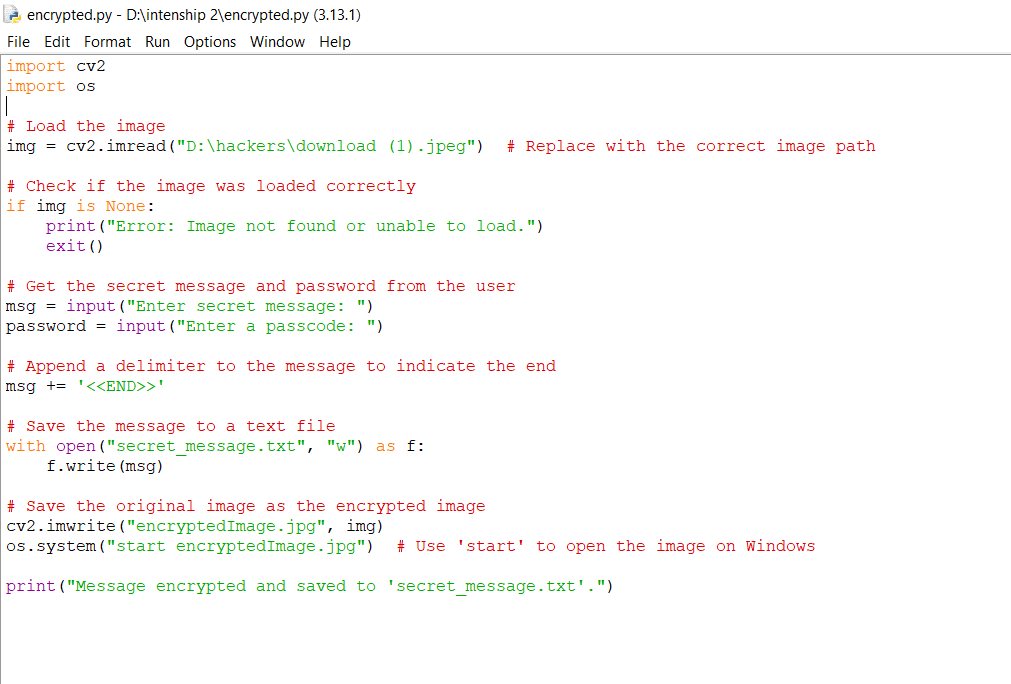 encrypted.py - D:\intenship 2\encrypted.py (3.13.1)
File Edit Format Run Options Window Help
import cv2
import os
# Load the image
img = cv2.imread("D:\hackers\download (1).jpeg")  # Replace with the correct image path
# Check if the image was loaded correctly
if img is None:
    print("Error: Image not found or unable to load.")
    exit()
# Get the secret message and password from the user
msg = input("Enter secret message: ")
password = input("Enter a passcode: ")
# Append a delimiter to the message to indicate the end
msg += '<<END>>'
# Save the message to a text file
with open("secret_message.txt", "w") as f:
    f.write(msg)
# Save the original image as the encrypted image
cv2.imwrite("encryptedImage.jpg", img)
os.system("start encryptedImage.jpg")  # Use 'start' to open the image on Windows
print("Message encrypted and saved to 'secret_message.txt'.")